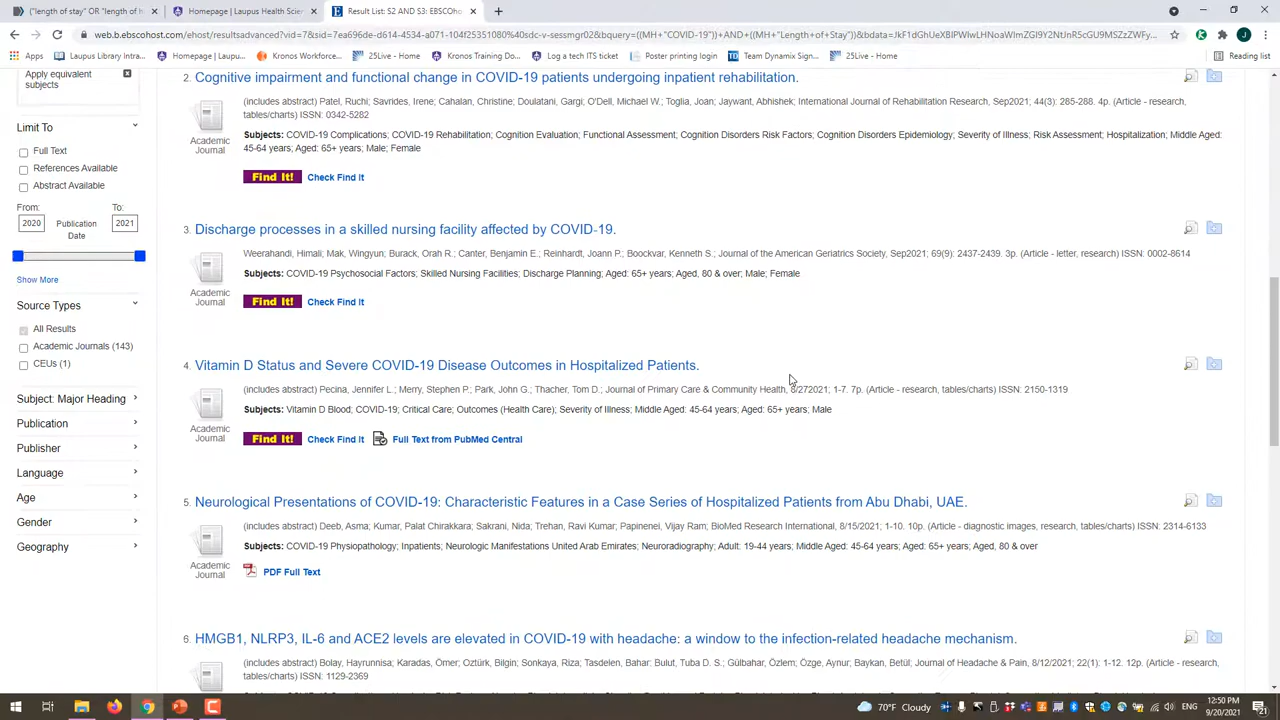 ("length of stay" OR "length of h
Homepage | Laupus Health Scien
Result List: S2 AND S3: EBSCOho
web.b.ebscohost.com/ehost/resultsadvanced?vid=7&sid=7ea696de-d614-4534-a071-104f25351080%40sdc-v-sessmgr02&bquery=((MH+"COVID-19")+AND+((MH+"Length+of+Stay")&bdata=
Apps
Laupus Library Intra...
Homepage | Laupu...
Kronos Workforce...
25Live - Home
Kronos Training Do...
Log a tech ITS ticket
Poster printing login
Team Dynamix Sign...
25Live - Home
Reading list
Apply equivalent
subjects
Limit To
Full Text
References Available
Abstract Available
From:
To:
2020
Publication
Date
2021
Show More
Source Types
All Results
Academic Journals (143)
CEUs (1)
Subject: Major Heading
Publication
Publisher
Language
Age
Gender
Geography
2. Cognitive impairment and functional change in COVID-19 patients undergoing inpatient rehabilitation.
(includes abstract) Patel, Ruchi; Savrides, Irene; Cahalan, Christine; Doulatani, Gargi; O'Dell, Michael W.; Toglia, Joan; Jaywant, Abhishek; International Journal of Rehabilitation Research, Sep2021; 44(3): 285-288. 4p. (Article - research,
tables/charts) ISSN: 0342-5282
Academic
Journal
Subjects: COVID-19 Complications; COVID-19 Rehabilitation; Cognition Evaluation; Functional Assessment; Cognition Disorders Risk Factors; Cognition Disorders Epidemiology; Severity of Illness; Risk Assessment; Hospitalization; Middle Aged:
45-64 years; Aged: 65+ years; Male; Female
Find It! Check Find It
3. Discharge processes in a skilled nursing facility affected by COVID-19.
Weerahandi, Himali; Mak, Wingyun; Burack, Orah R.; Canter, Benjamin E.; Reinhardt, Joann P.; Boockvar, Kenneth S.; Journal of the American Geriatrics Society, Sep2021; 69(9): 2437-2439. 3p. (Article - letter, research) ISSN: 0002-8614
Academic
Journal
Subjects: COVID-19 Psychosocial Factors; Skilled Nursing Facilities; Discharge Planning; Aged: 65+ years; Aged, 80 & over; Male; Female
Find It! Check Find It
4. Vitamin D Status and Severe COVID-19 Disease Outcomes in Hospitalized Patients.
(includes abstract) Pecina, Jennifer L.; Merry, Stephen P.; Park, John G.; Thacher, Tom D.; Journal of Primary Care & Community Health, 8/272021; 1-7. 7p. (Article - research, tables/charts) ISSN: 2150-1319
Academic
Journal
Subjects: Vitamin D Blood; COVID-19; Critical Care; Outcomes (Health Care); Severity of Illness; Middle Aged: 45-64 years; Aged: 65+ years; Male
Find It! Check Find It Full Text from PubMed Central
5. Neurological Presentations of COVID-19: Characteristic Features in a Case Series of Hospitalized Patients from Abu Dhabi, UAE.
(includes abstract) Deeb, Asma; Kumar, Palat Chirakkara; Sakrani, Nida; Trehan, Ravi Kumar; Papinenei, Vijay Ram; BioMed Research International, 8/15/2021; 1-10. 10p. (Article - diagnostic images, research, tables/charts) ISSN: 2314-6133
Academic
Journal
Subjects: COVID-19 Physiopathology; Inpatients; Neurologic Manifestations United Arab Emirates; Neuroradiography; Adult: 19-44 years; Middle Aged: 45-64 years; Aged: 65+ years; Aged, 80 & over
PDF Full Text
6. HMGB1, NLRP3, IL-6 and ACE2 levels are elevated in COVID-19 with headache: a window to the infection-related headache mechanism.
(includes abstract) Bolay, Hayrunnisa; Karadas, Ömer; Oztürk, Bilgin; Sonkaya, Riza; Tasdelen, Bahar; Bulut, Tuba D. S.; Gülbahar, Özlem; Özge, Aynur; Baykan, Betül; Journal of Headache & Pain, 8/12/2021; 22(1): 1-12. 12p. (Article - research,
tables/charts) ISSN: 1129-2369
70°F Cloudy
ENG
12:50 PM
9/20/2021
21